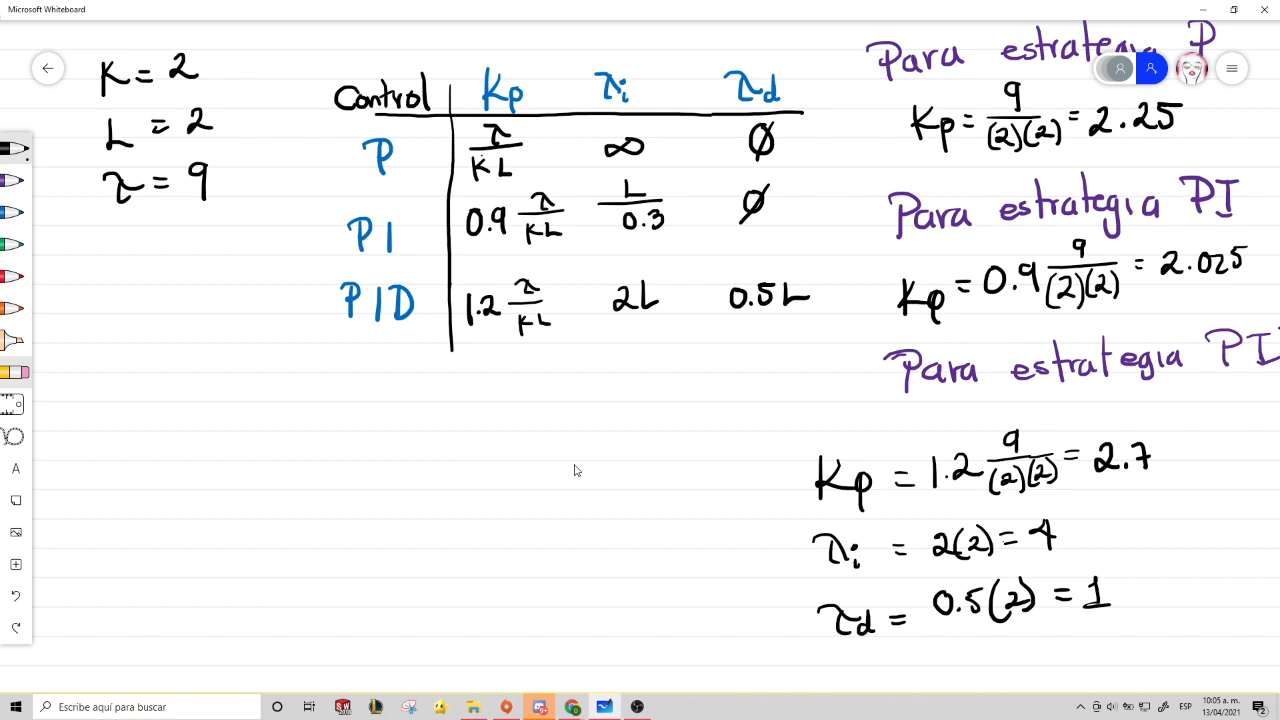 Microsoft Whiteboard
K = 2
L = 2
τ = 9
Control Kp τi τd
P τ/KL ∞ ∅
PI 0.9 τ/KL L/0.3 ∅
PID 1.2 τ/KL 2L 0.5L
Para estrategia P
Kp = 9/(2)(2) = 2.25
Para estrategia PI
Kp = 0.9 9/(2)(2) = 2.025
Para estrategia PI
Kp = 1.2 9/(2)(2) = 2.7
τi = 2(2) = 4
τd = 0.5(2) = 1
A
Escribe aquí para buscar
ESP
10:05 a.m.
13/04/2021
2